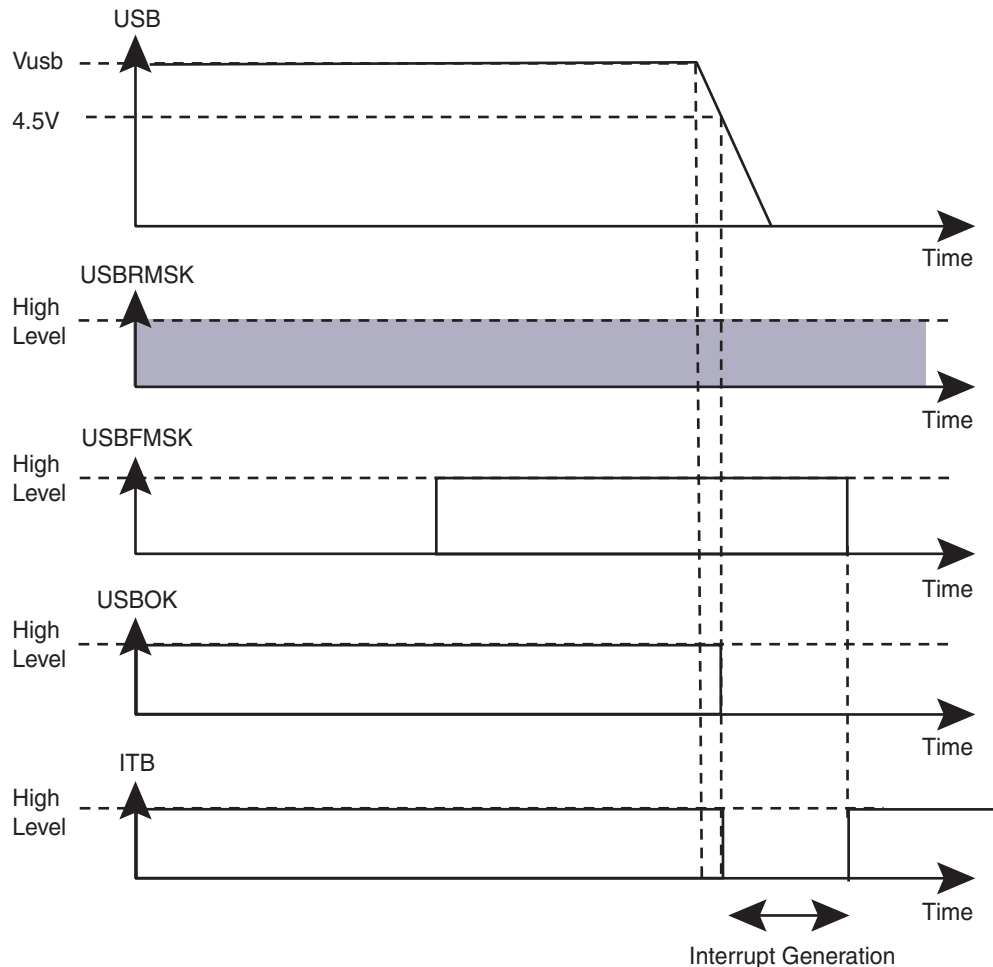 USB
Vusb
4.5V
Time
USBRMSK
High
Level
Time
USBFMSK
High
Level
Time
USBOK
High
Level
Time
ITB
High
Level
Time
Interrupt Generation